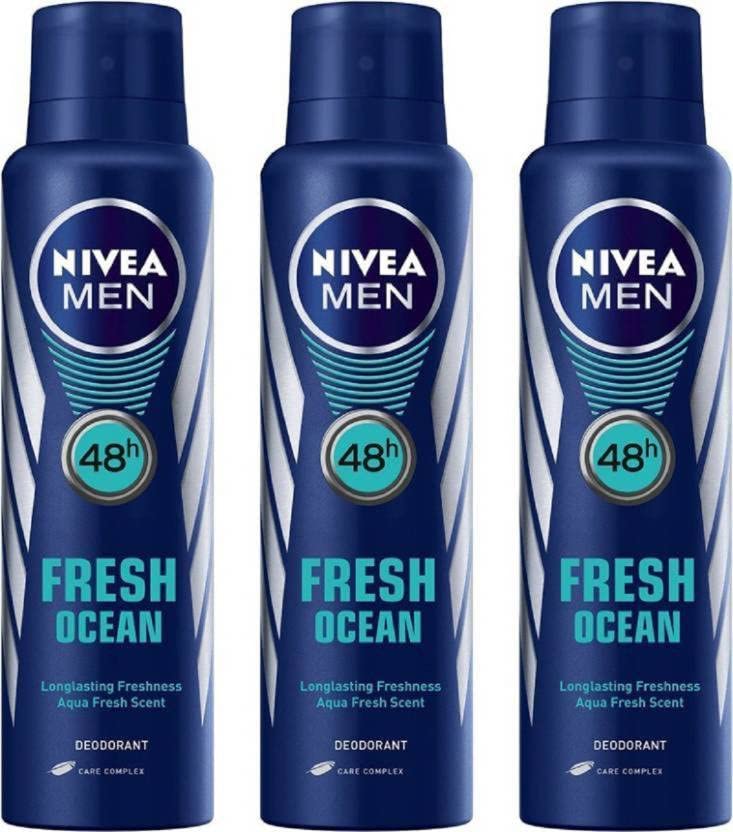 NIVEA
MEN
48h
FRESH
OCEAN
Longlasting Freshness
Aqua Fresh Scent
DEODORANT
CARE COMPLEX
NIVEA
MEN
48h
FRESH
OCEAN
Longlasting Freshness
Aqua Fresh Scent
DEODORANT
CARE COMPLEX
NIVEA
MEN
48h
FRESH
OCEAN
Longlasting Freshness
Aqua Fresh Scent
DEODORANT
CARE COMPLEX